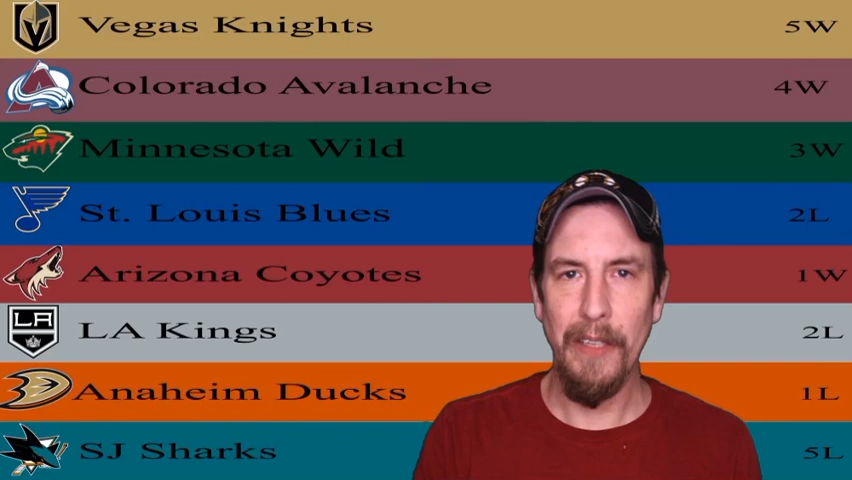 Vegas Knights 5W
Colorado Avalanche 4W
Minnesota Wild 3W
St. Louis Blues 2L
Arizona Coyotes 1W
LA
LA Kings 2L
Anaheim Ducks 1L
SJ Sharks 5L